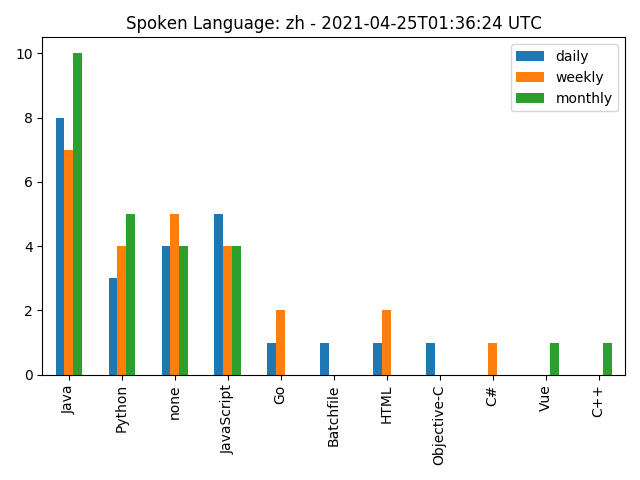 Spoken Language: zh - 2021-04-25T01:36:24 UTC
daily
weekly
monthly
10
8
6
4
2
0
Java
Python
none
JavaScript
Go
Batchfile
HTML
Objective-C
C#
Vue
C++